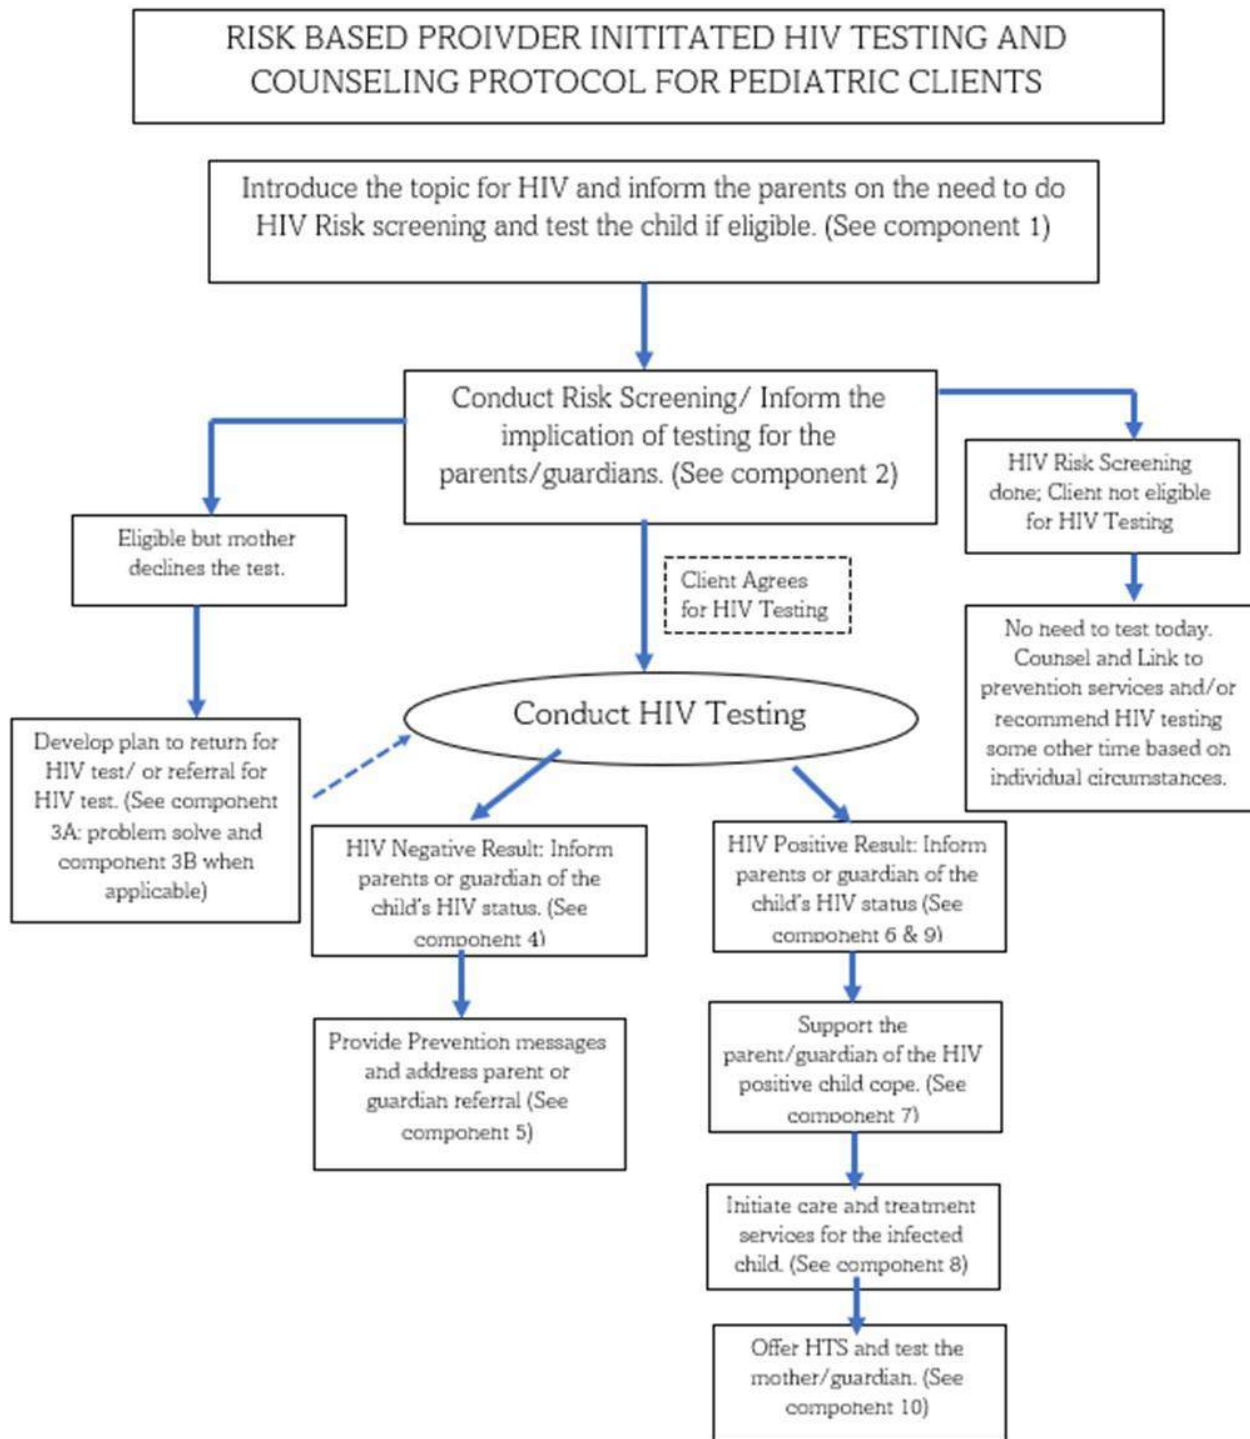 RISK BASED PROIVDER INITITATED HIV TESTING AND
COUNSELING PROTOCOL FOR PEDIATRIC CLIENTS
Introduce the topic for HIV and inform the parents on the need to do
HIV Risk screening and test the child if eligible. (See component 1)
Conduct Risk Screening/ Inform the
implication of testing for the
parents/guardians. (See component 2)
HIV Risk Screening
done; Client not eligible
for HIV Testing
Eligible but mother
declines the test.
Client Agrees
for HIV Testing
No need to test today.
Counsel and Link to
prevention services and/or
recommend HIV testing
some other time based on
individual circumstances.
Conduct HIV Testing
Develop plan to return for
HIV test/ or referral for
HIV test. (See component
3A: problem solve and
component 3B when
applicable)
HIV Negative Result: Inform
parents or guardian of the
child's HIV status. (See
component 4)
HIV Positive Result: Inform
parents or guardian of the
child's HIV status (See
component 6 & 9)
Provide Prevention messages
and address parent or
guardian referral (See
component 5)
Support the
parent/guardian of the HIV
positive child cope. (See
component 7)
Initiate care and treatment
services for the infected
child. (See component 8)
Offer HTS and test the
mother/guardian. (See
component 10)